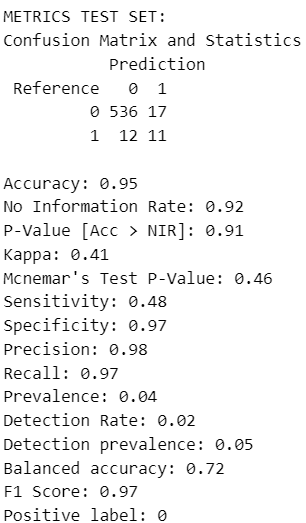 METRICS TEST SET:
Confusion Matrix and Statistics
Prediction
Reference 0 1
0 536 17
1 12 11
Accuracy: 0.95
No Information Rate: 0.92
P-Value [Acc > NIR]: 0.91
Kappa: 0.41
Mcnemar's Test P-Value: 0.46
Sensitivity: 0.48
Specificity: 0.97
Precision: 0.98
Recall: 0.97
Prevalence: 0.04
Detection Rate: 0.02
Detection prevalence: 0.05
Balanced accuracy: 0.72
F1 Score: 0.97
Positive label: 0